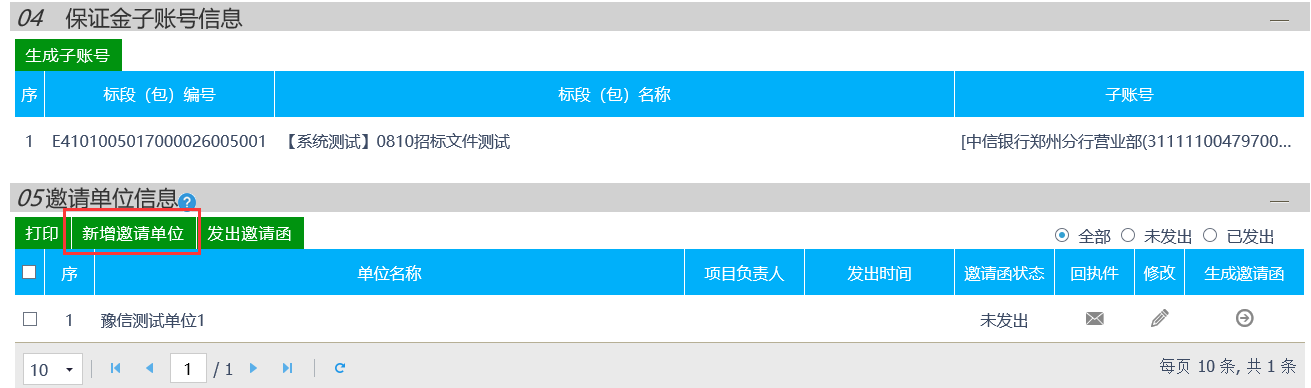 04 保证金子账号信息
生成子账号
序 标段（包）编号 标段（包）名称 子账号
1 E4101005017000026005001 【系统测试】0810招标文件测试 [中信银行郑州分行营业部(31111100479700...
05邀请单位信息?
打印 新增邀请单位 发出邀请函
全部 未发出 已发出
序 单位名称 项目负责人 发出时间 邀请函状态 回执件 修改 生成邀请函
1 豫信测试单位1 未发出
10 1 / 1 每页 10 条, 共 1 条